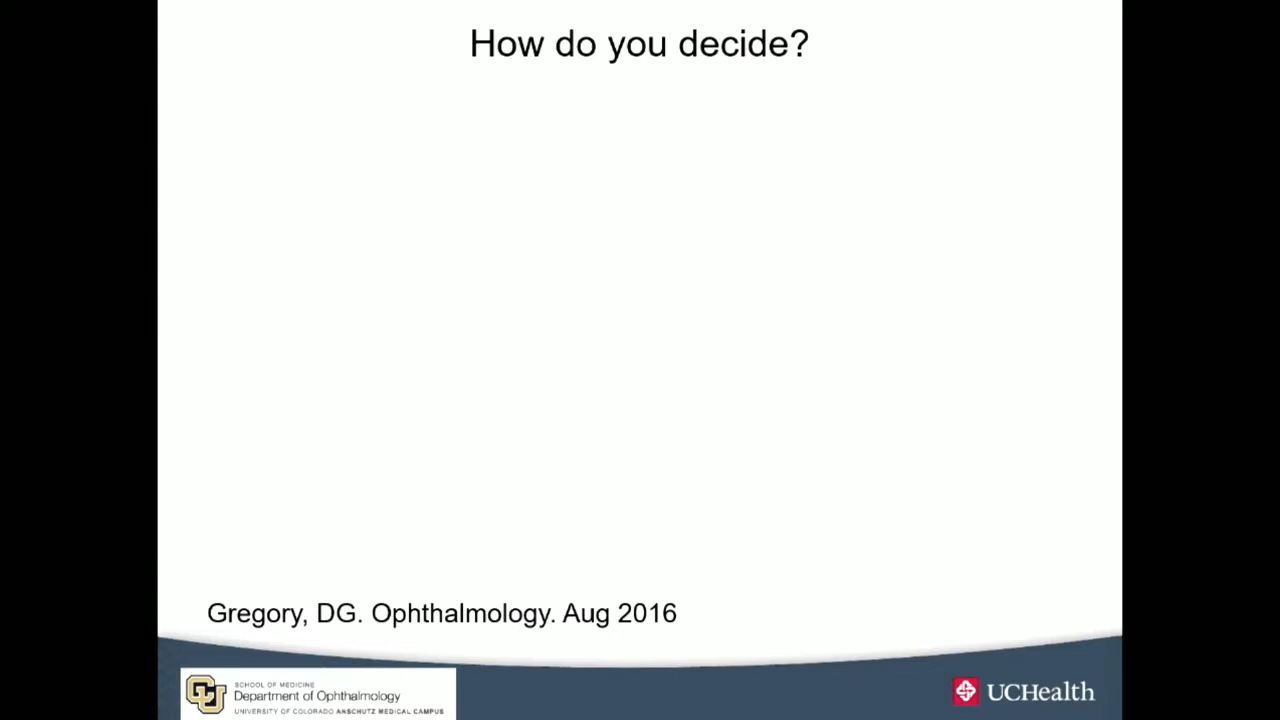 How do you decide?
Gregory, DG. Ophthalmology. Aug 2016
SCHOOL OF MEDICINE
Department of Ophthalmology
UNIVERSITY OF COLORADO ANSCHUTZ MEDICAL CAMPUS
UCHealth